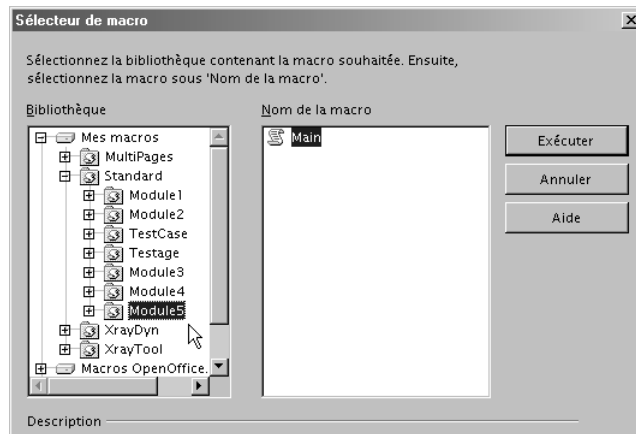 Sélecteur de macro
Sélectionnez la bibliothèque contenant la macro souhaitée. Ensuite,
sélectionnez la macro sous 'Nom de la macro'.
Bibliothèque
Nom de la macro
Mes macros
MultiPages
Standard
Module1
Module2
TestCase
Testage
Module3
Module4
Module5
XrayDyn
XrayTool
Macros OpenOffice.
Main
Exécuter
Annuler
Aide
Description